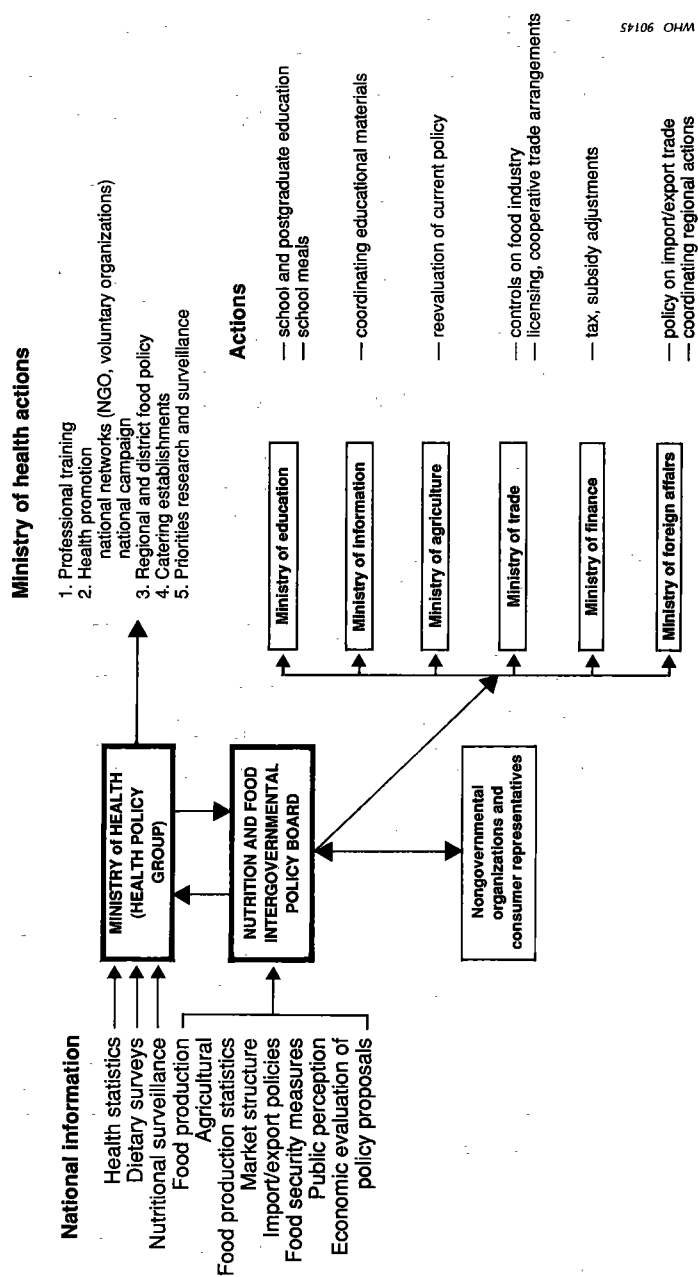 National information
Health statistics
Dietary surveys
Nutritional surveillance
Food production
Agricultural
Food production statistics
Market structure
Import/export policies
Food security measures
Public perception
Economic evaluation of
policy proposals
MINISTRY of HEALTH
(HEALTH POLICY
GROUP)
NUTRITION AND FOOD
INTERGOVERNMENTAL
POLICY BOARD
Nongovernmental
organizations and
consumer representatives
Ministry of health actions
1. Professional training
2. Health promotion
national networks (NGO, voluntary organizations)
national campaign
3. Regional and district food policy
4. Catering establishments
5. Priorities research and surveillance
Actions
Ministry of education
— school and postgraduate education
— school meals
Ministry of information
— coordinating educational materials
Ministry of agriculture
— reevaluation of current policy
Ministry of trade
— controls on food industry
— licensing, cooperative trade arrangements
Ministry of finance
— tax, subsidy adjustments
Ministry of foreign affairs
— policy on import/export trade
— coordinating regional actions
WHO 90145